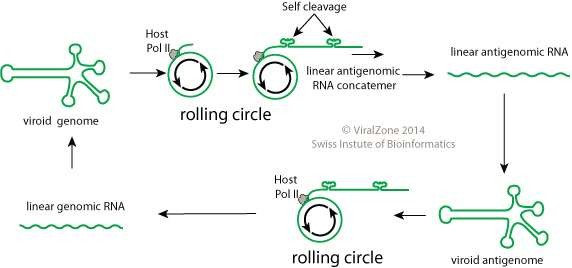 Self cleavage
Host
Pol II
linear antigenomic RNA
linear antigenomic
RNA concatemer
rolling circle
viroid genome
© ViralZone 2014
Swiss Instute of Bioinformatics
Host
Pol II
linear genomic RNA
rolling circle
viroid antigenome